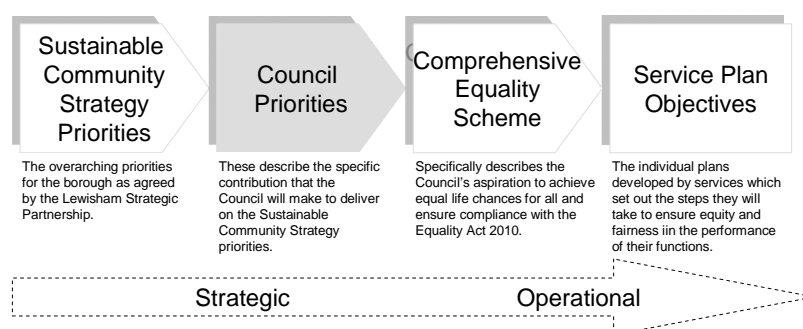 Sustainable
Community
Strategy
Priorities
Council
Priorities
Comprehensive
Equality
Scheme
Service Plan
Objectives
The overarching priorities
for the borough as agreed
by the Lewisham Strategic
Partnership.
These describe the specific
contribution that the
Council will make to deliver
on the Sustainable
Community Strategy
priorities.
Specifically describes the
Council’s aspiration to achieve
equal life chances for all and
ensure compliance with the
Equality Act 2010.
The individual plans
developed by services which
set out the steps they will
take to ensure equity and
fairness iin the performance
of their functions.
Strategic
Operational